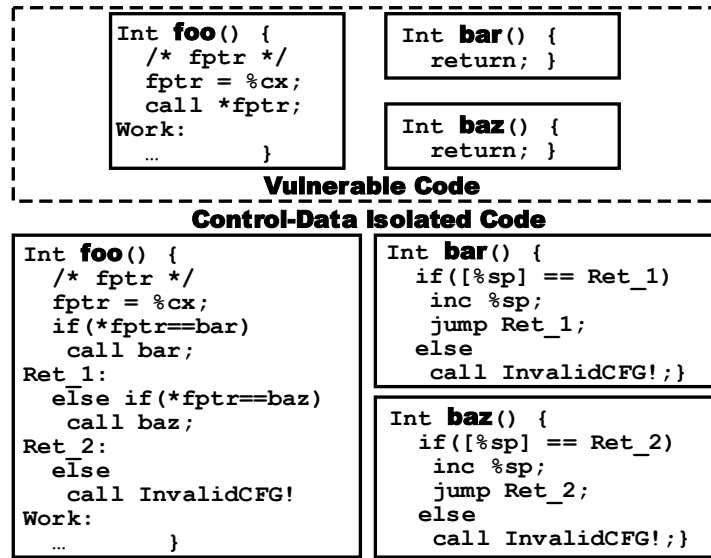 Int foo() {
/* fptr */
fptr = %cx;
call *fptr;
Work:
… }
Int bar() {
return; }
Int baz() {
return; }
Vulnerable Code
Control-Data Isolated Code
Int foo() {
/* fptr */
fptr = %cx;
if(*fptr==bar)
call bar;
Ret_1:
else if(*fptr==baz)
call baz;
Ret_2:
else
call InvalidCFG!
Work:
… }
Int bar() {
if([%sp] == Ret_1)
inc %sp;
jump Ret_1;
else
call InvalidCFG!;}
Int baz() {
if([%sp] == Ret_2)
inc %sp;
jump Ret_2;
else
call InvalidCFG!;}